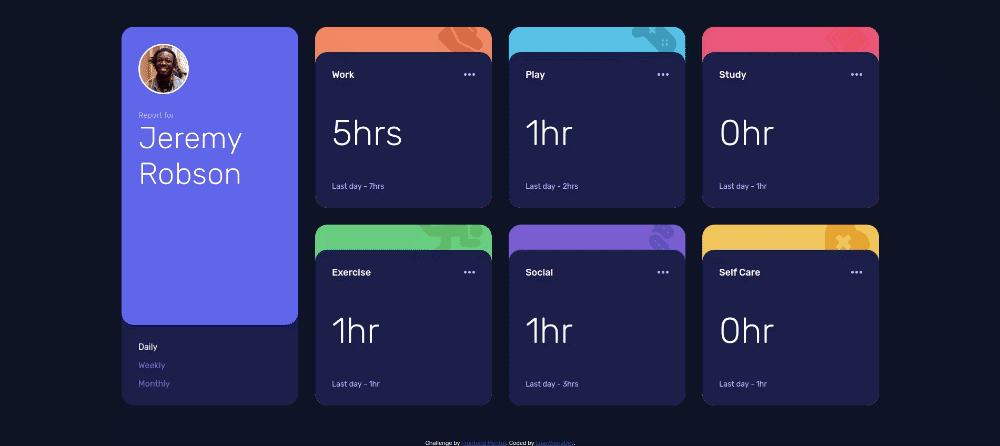 Report for
Jeremy
Robson
Daily
Weekly
Monthly
Work
5hrs
Last day - 7hrs
Play
1hr
Last day - 2hrs
Study
0hr
Last day - 1hr
Exercise
1hr
Last day - 1hr
Social
1hr
Last day - 3hrs
Self Care
0hr
Last day - 1hr
Challenge by Frontend Mentor. Coded by